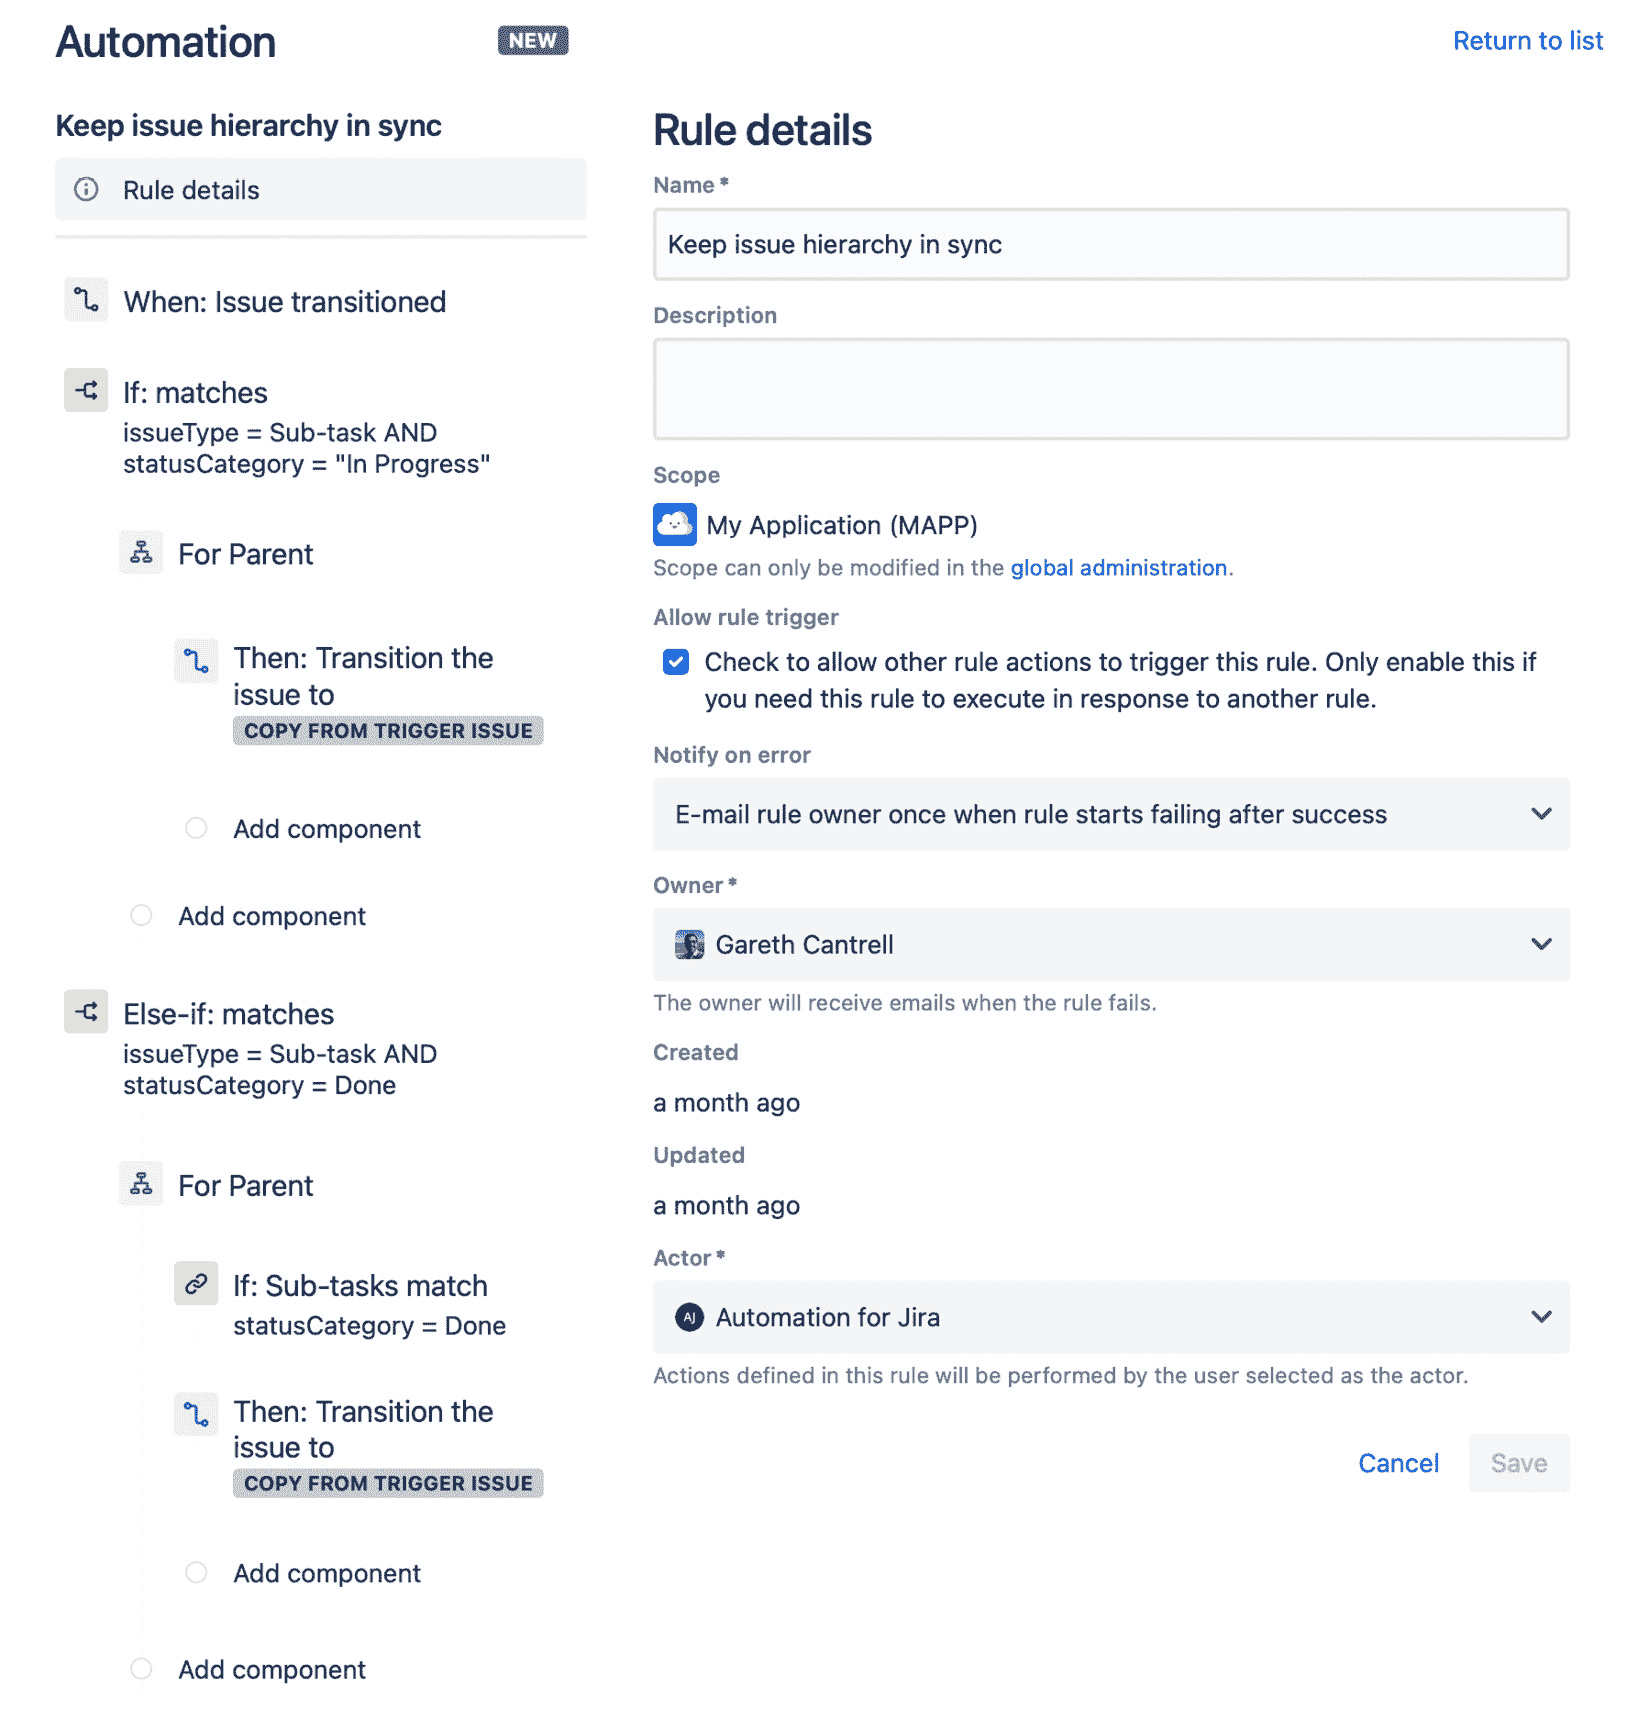 Automation
NEW
Return to list
Keep issue hierarchy in sync
Rule details
When: Issue transitioned
If: matches
issueType = Sub-task AND
statusCategory = "In Progress"
For Parent
Then: Transition the
issue to
COPY FROM TRIGGER ISSUE
Add component
Add component
Else-if: matches
issueType = Sub-task AND
statusCategory = Done
For Parent
If: Sub-tasks match
statusCategory = Done
Then: Transition the
issue to
COPY FROM TRIGGER ISSUE
Add component
Add component
Rule details
Name *
Keep issue hierarchy in sync
Description
Scope
My Application (MAPP)
Scope can only be modified in the global administration.
Allow rule trigger
Check to allow other rule actions to trigger this rule. Only enable this if
you need this rule to execute in response to another rule.
Notify on error
E-mail rule owner once when rule starts failing after success
Owner *
Gareth Cantrell
The owner will receive emails when the rule fails.
Created
a month ago
Updated
a month ago
Actor *
AJ Automation for Jira
Actions defined in this rule will be performed by the user selected as the actor.
Cancel
Save